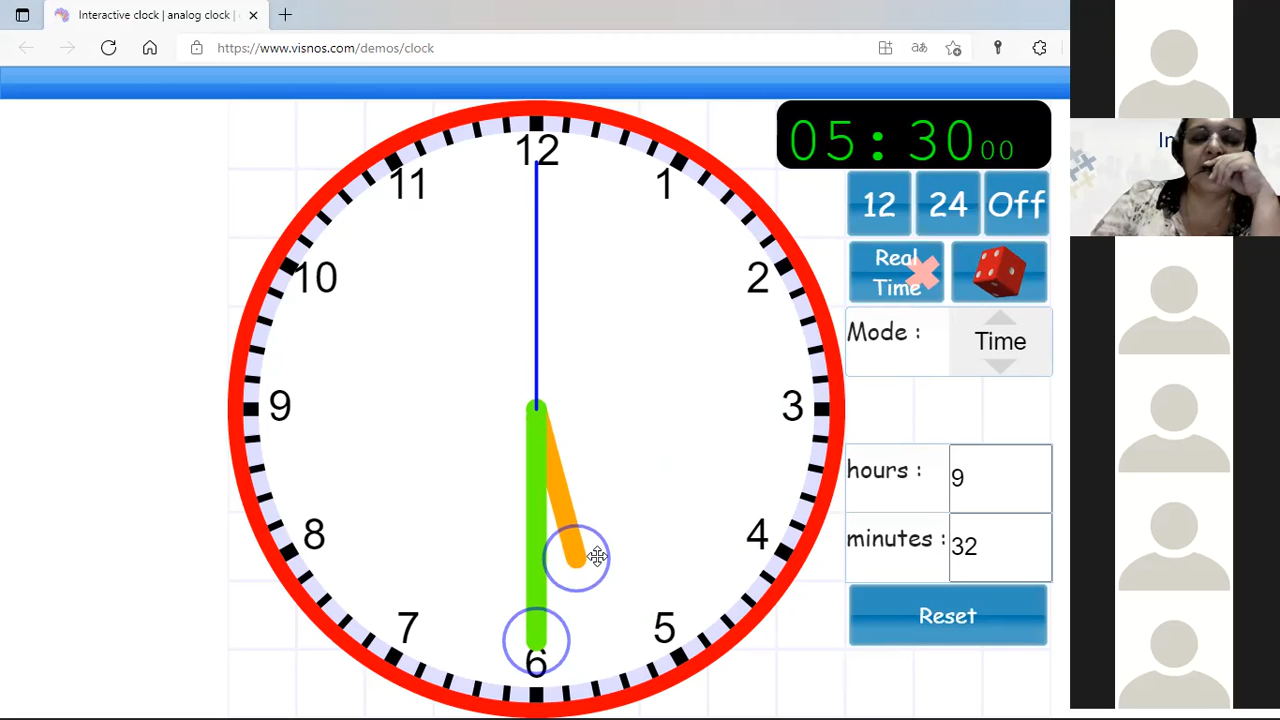 Interactive clock | analog clock |
https://www.visnos.com/demos/clock
05:30 00
12 24 Off
Real
Time
Mode :
Time
hours :
9
minutes :
32
Reset
12
11
1
10
2
9
3
8
4
7
5
6
In